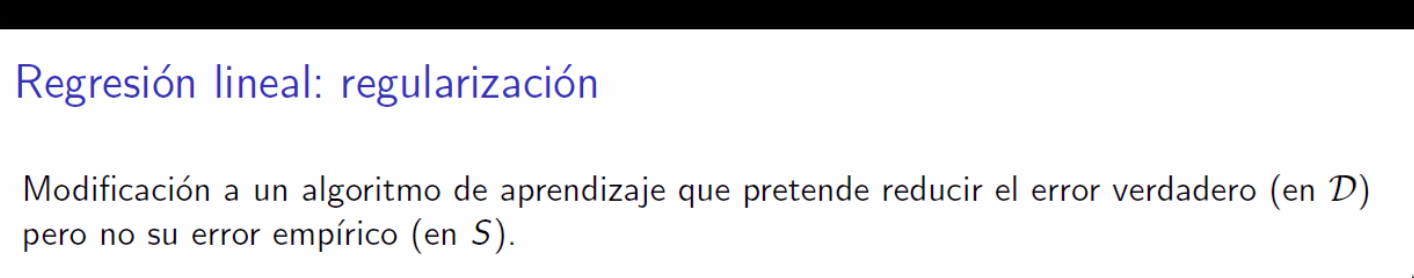 Regresión lineal: regularización
Modificación a un algoritmo de aprendizaje que pretende reducir el error verdadero (en 𝒟)
pero no su error empírico (en S).